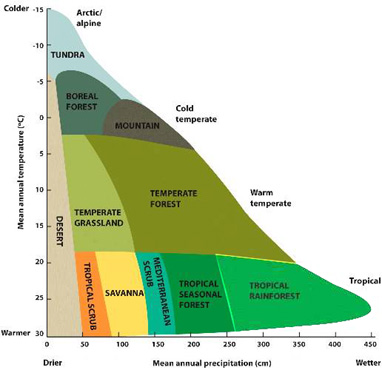 Colder
-15
Arctic/
alpine
-10
TUNDRA
-5
BOREAL
FOREST
0
MOUNTAIN
Cold
temperate
5
Mean annual temperature (°C)
10
TEMPERATE
FOREST
Warm
temperate
15
DESERT
TEMPERATE
GRASSLAND
20
TROPICAL SCRUB
SAVANNA
MEDITERRANEAN
SCRUB
TROPICAL
SEASONAL
FOREST
TROPICAL
RAINFOREST
Tropical
25
Warmer
30
0 50 100 150 200 250 300 350 400 450
Drier
Mean annual precipitation (cm)
Wetter